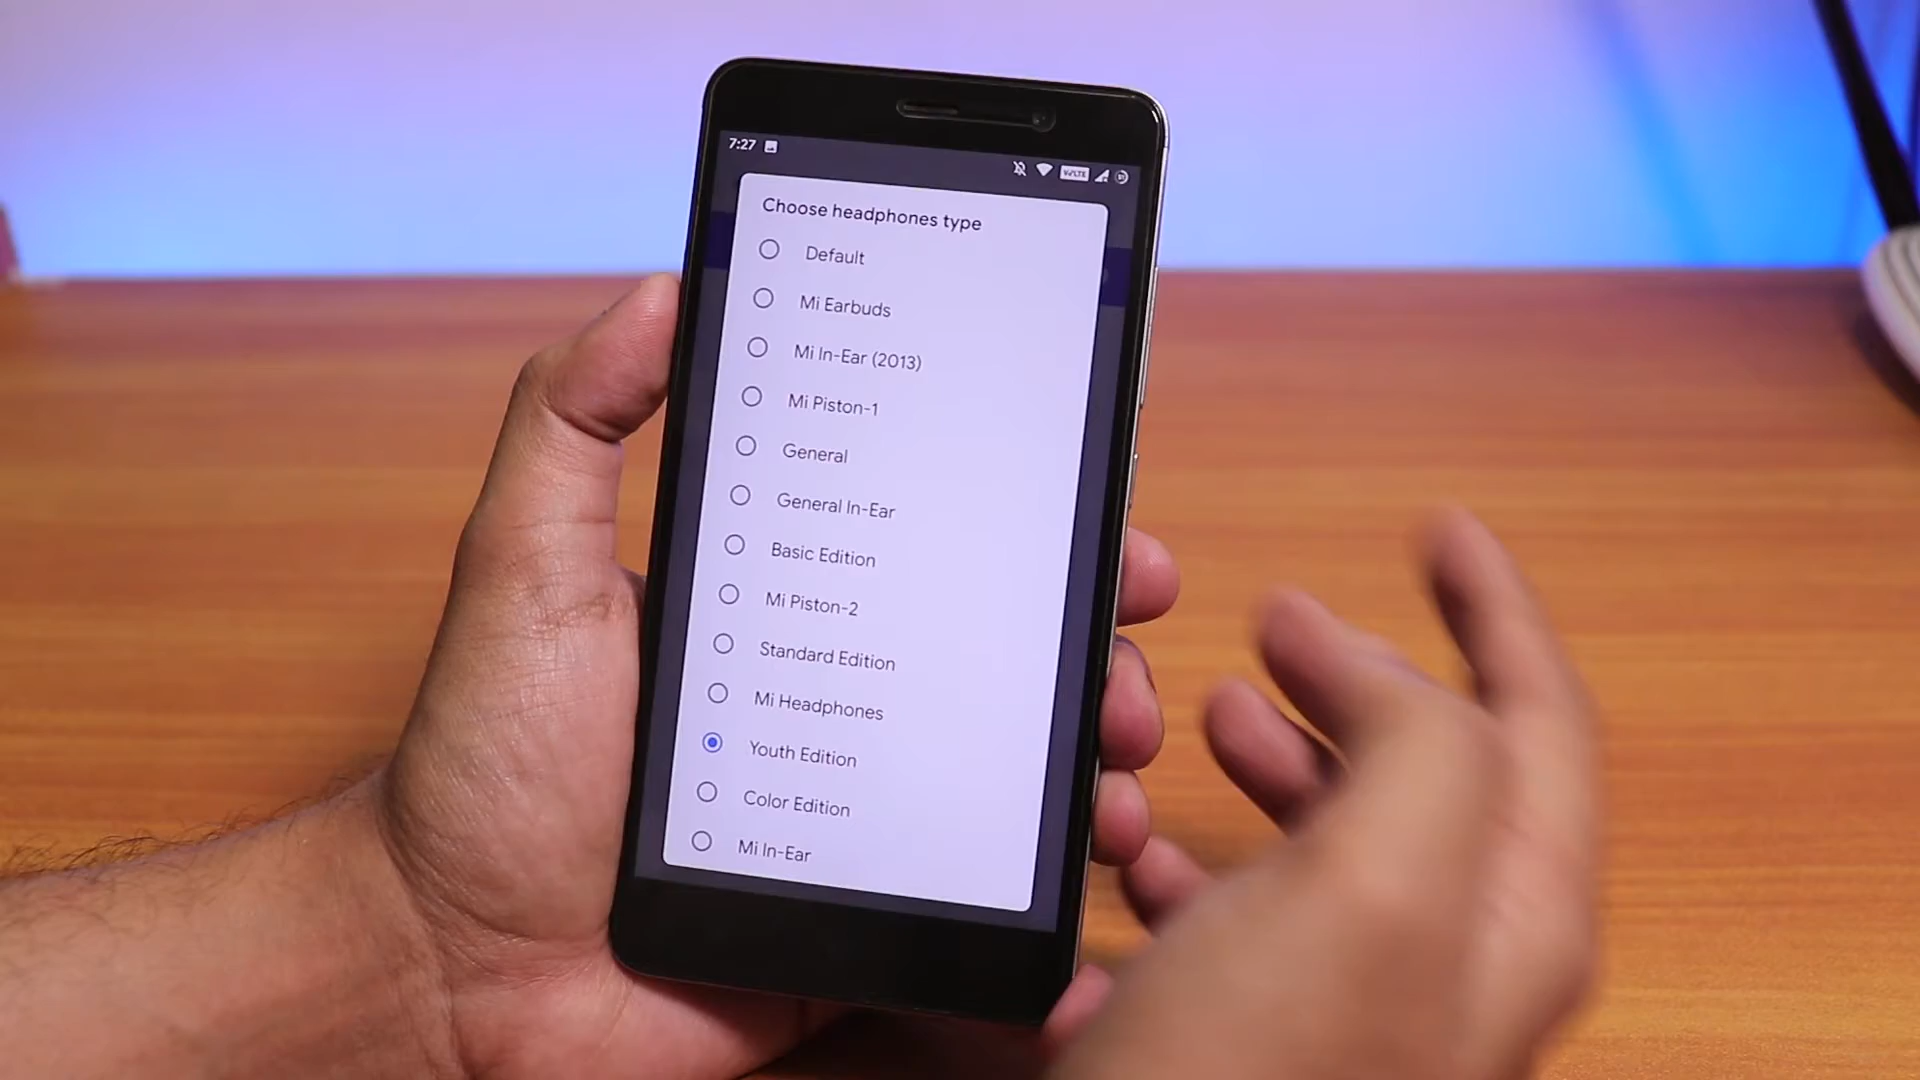 7:27
VoLTE
Choose headphones type
Default
Mi Earbuds
Mi In-Ear (2013)
Mi Piston-1
General
General In-Ear
Basic Edition
Mi Piston-2
Standard Edition
Mi Headphones
Youth Edition
Color Edition
Mi In-Ear